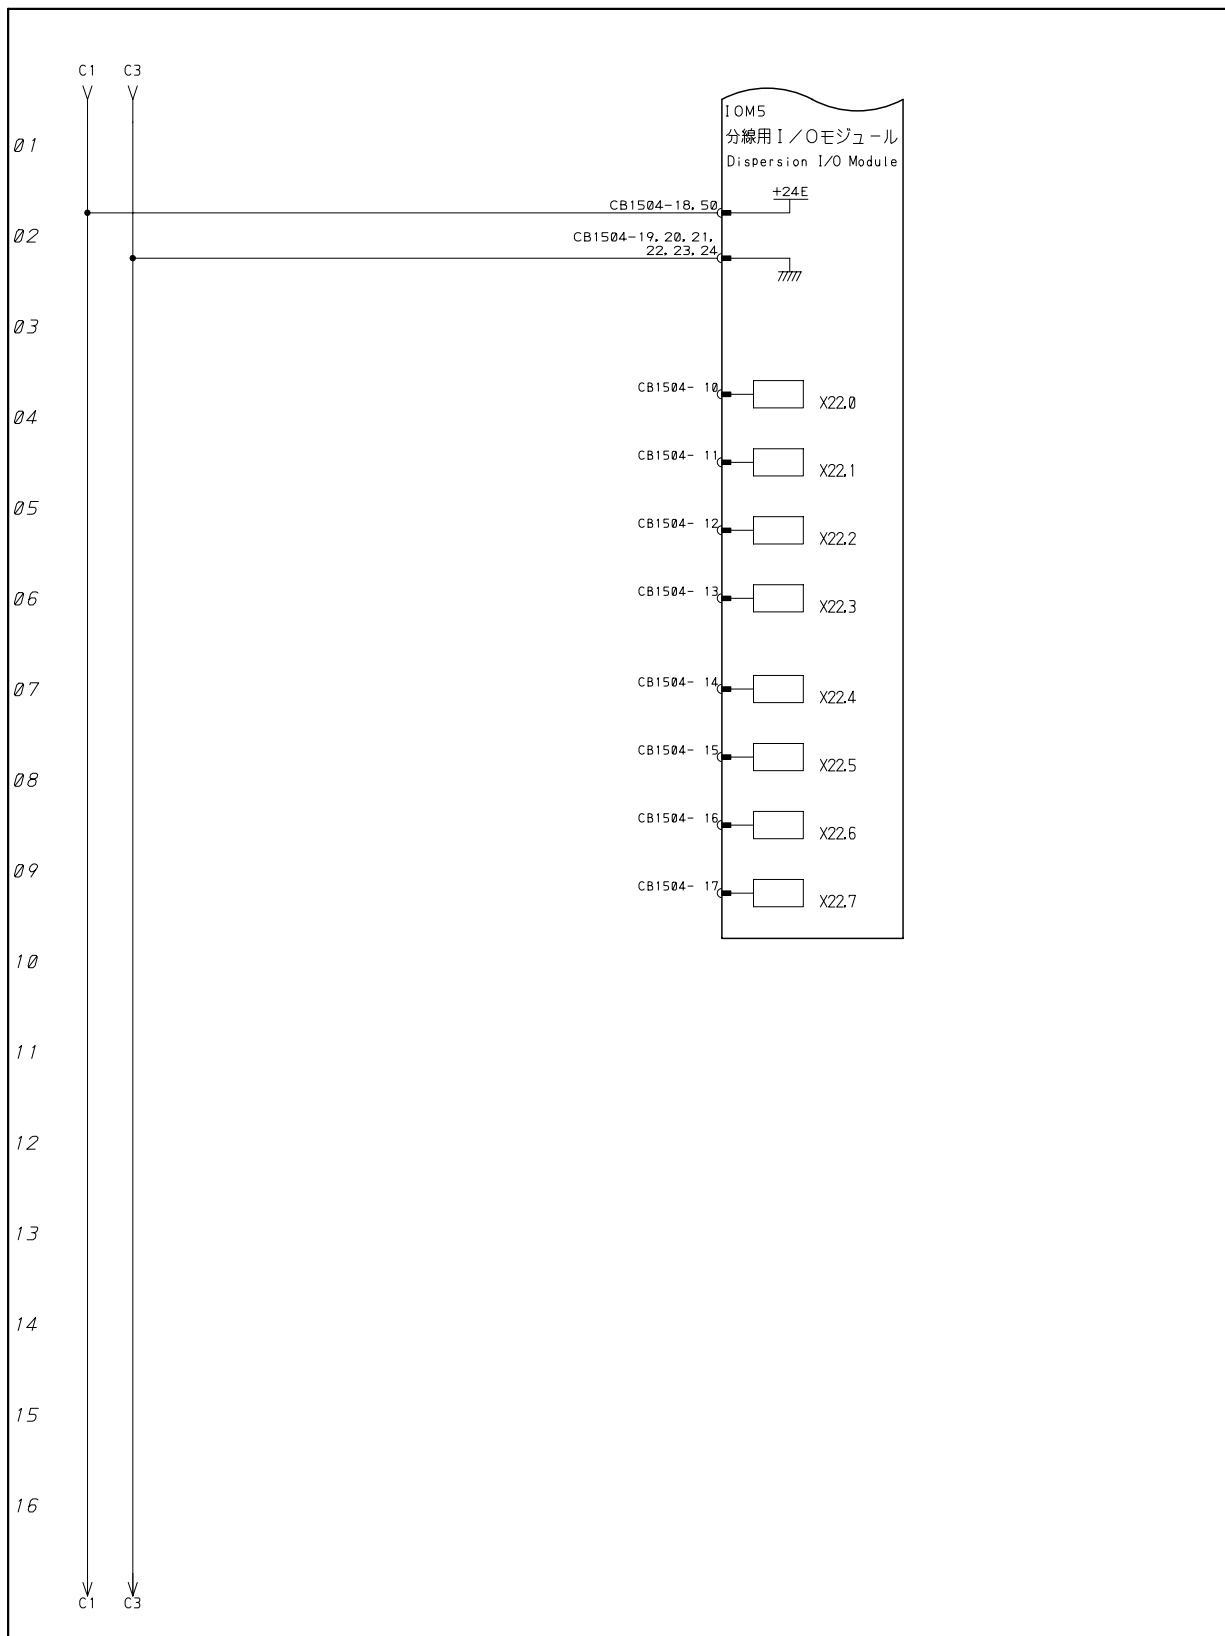 C1 C3
IOM5
01
分線用I/Oモジュール
Dispersion I/O Module
+24E
CB1504-18, 50
02
CB1504-19, 20, 21,
22, 23, 24
03
CB1504- 10
X22.0
04
CB1504- 11
X22.1
05
CB1504- 12
X22.2
06
CB1504- 13
X22.3
07
CB1504- 14
X22.4
CB1504- 15
X22.5
08
CB1504- 16
X22.6
09
CB1504- 17
X22.7
10
11
12
13
14
15
16
C1 C3